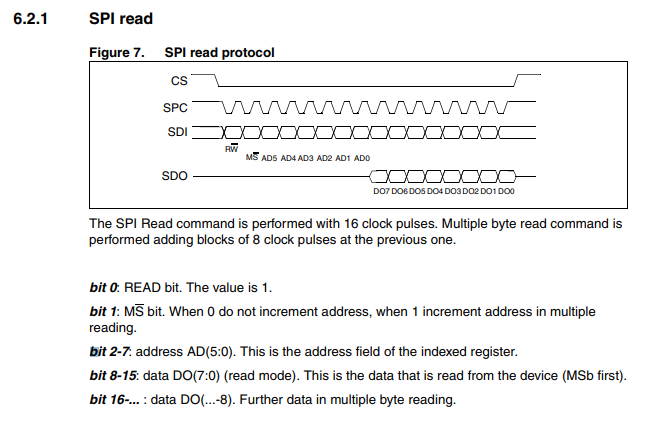 6.2.1 SPI read
Figure 7. SPI read protocol
CS
SPC
SDI
RW̅
MS̅ AD5 AD4 AD3 AD2 AD1 AD0
SDO
DO7 DO6 DO5 DO4 DO3 DO2 DO1 DO0
The SPI Read command is performed with 16 clock pulses. Multiple byte read command is
performed adding blocks of 8 clock pulses at the previous one.
bit 0: READ bit. The value is 1.
bit 1: MS̅ bit. When 0 do not increment address, when 1 increment address in multiple
reading.
bit 2-7: address AD(5:0). This is the address field of the indexed register.
bit 8-15: data DO(7:0) (read mode). This is the data that is read from the device (MSb first).
bit 16-... : data DO(...-8). Further data in multiple byte reading.